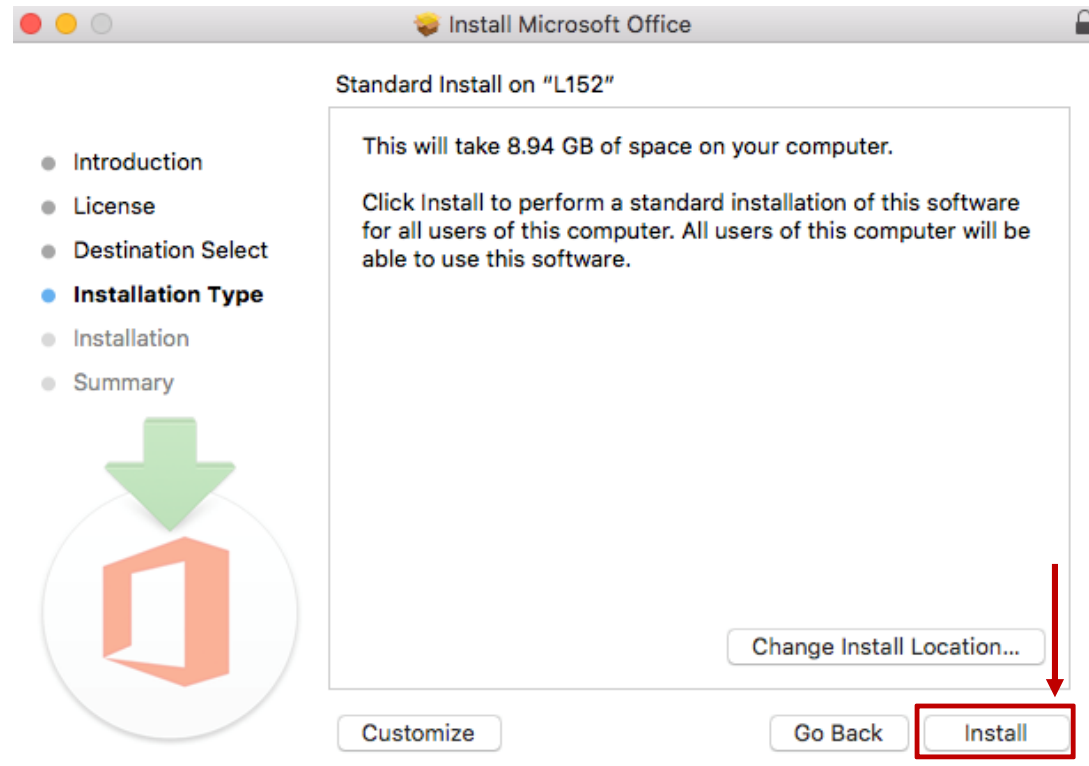 Install Microsoft Office
Standard Install on "L152"
Introduction
License
Destination Select
Installation Type
Installation
Summary
This will take 8.94 GB of space on your computer.
Click Install to perform a standard installation of this software
for all users of this computer. All users of this computer will be
able to use this software.
Change Install Location...
Customize
Go Back
Install